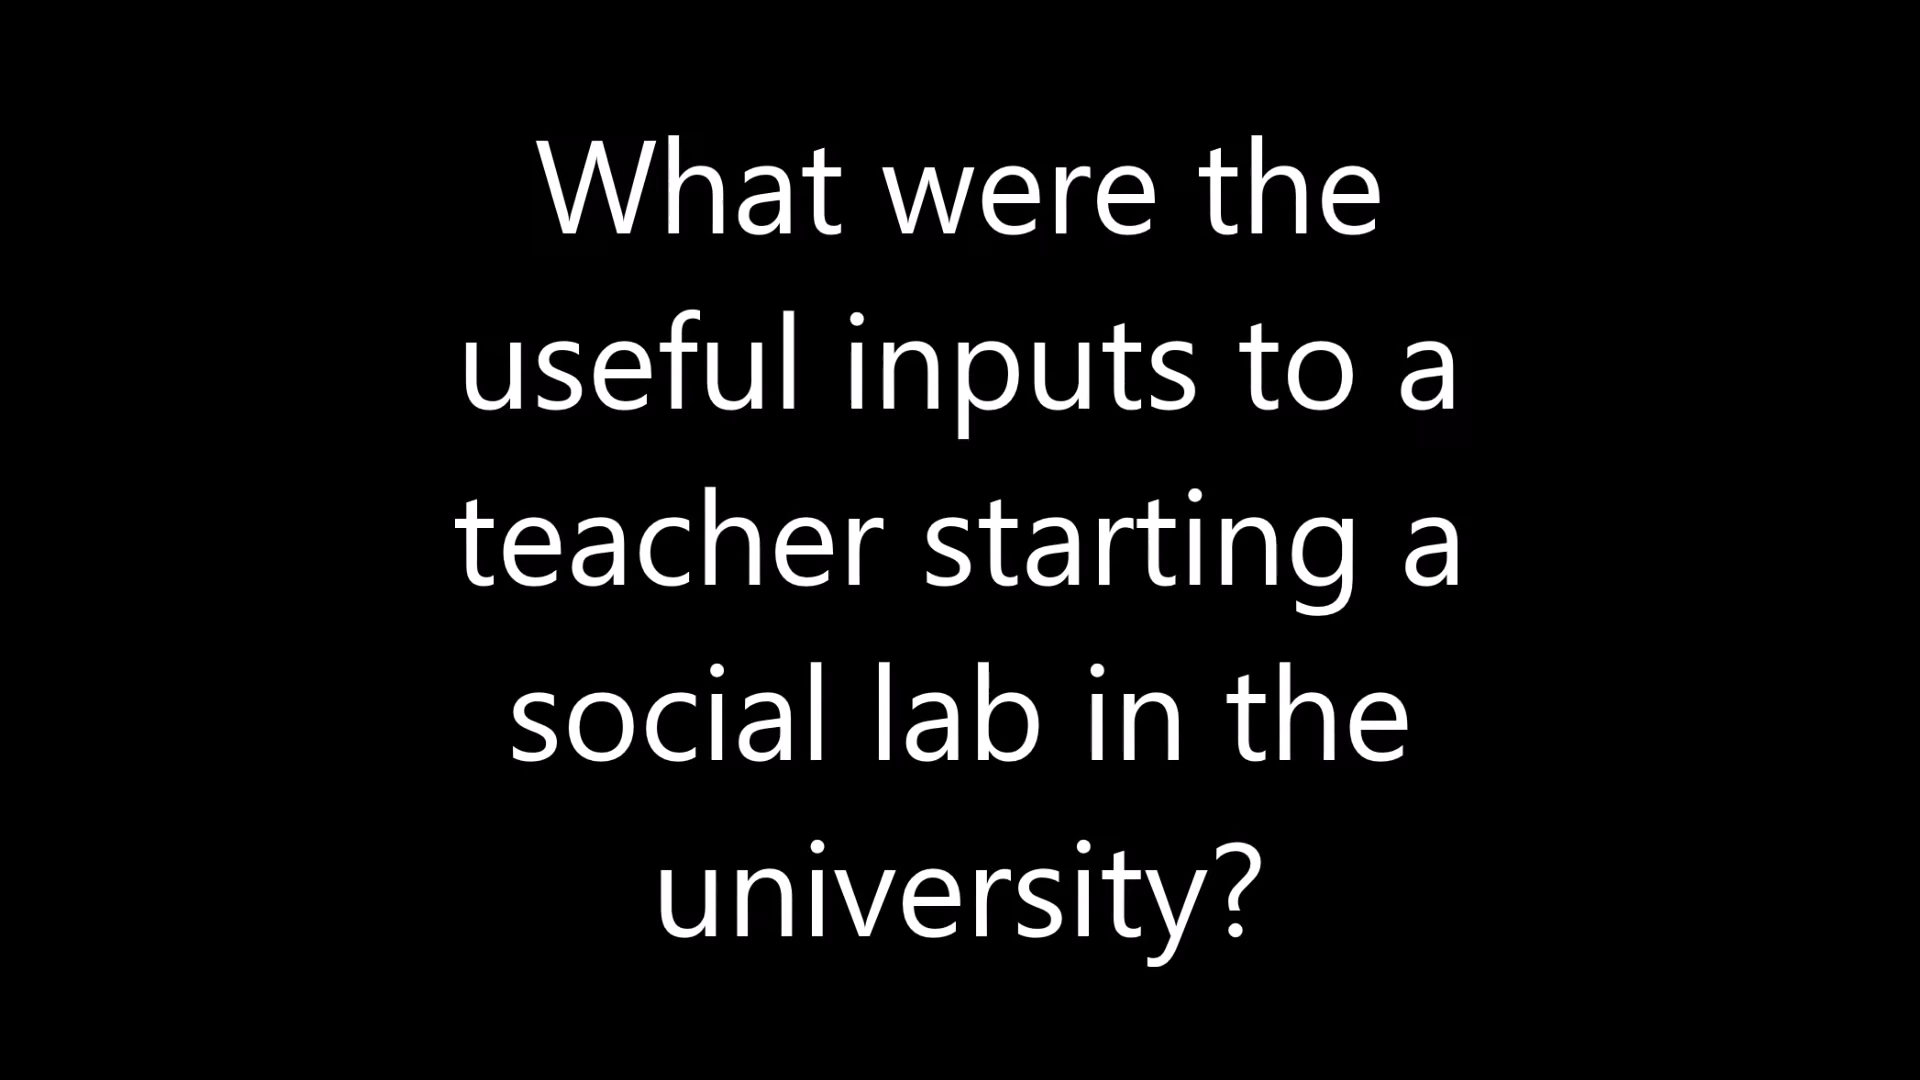 What were the
useful inputs to a
teacher starting a
social lab in the
university?